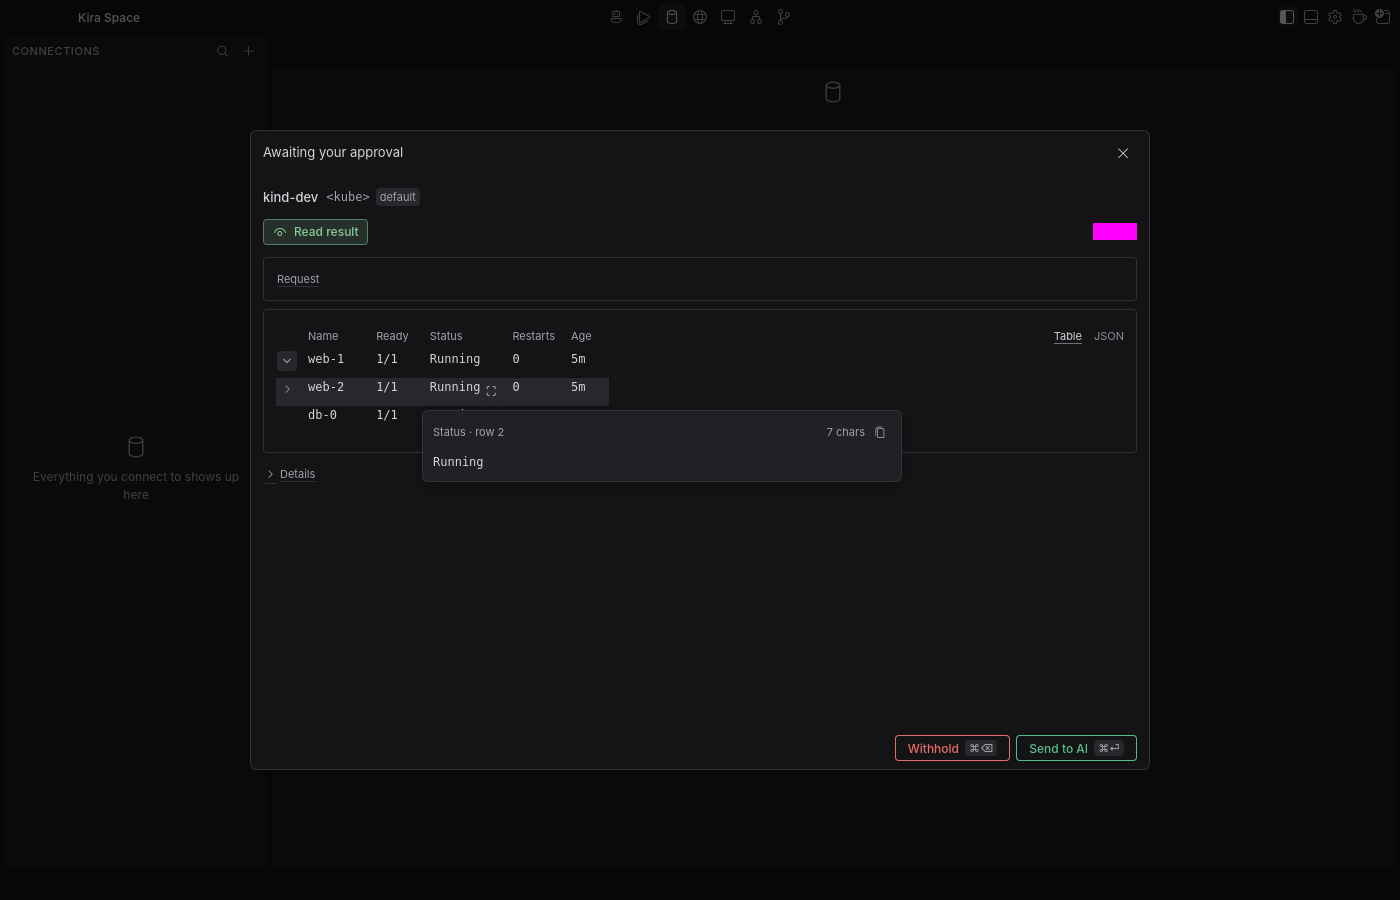 Kira Space
CONNECTIONS
Everything you connect to shows up
here
Awaiting your approval
kind-dev <kube> default
Read result
Request
Name Ready Status Restarts Age Table JSON
web-1 1/1 Running 0 5m
web-2 1/1 Running 0 5m
db-0 1/1
Status · row 2 7 chars
Running
Details
Withhold ⌘⌫ Send to AI ⌘⏎